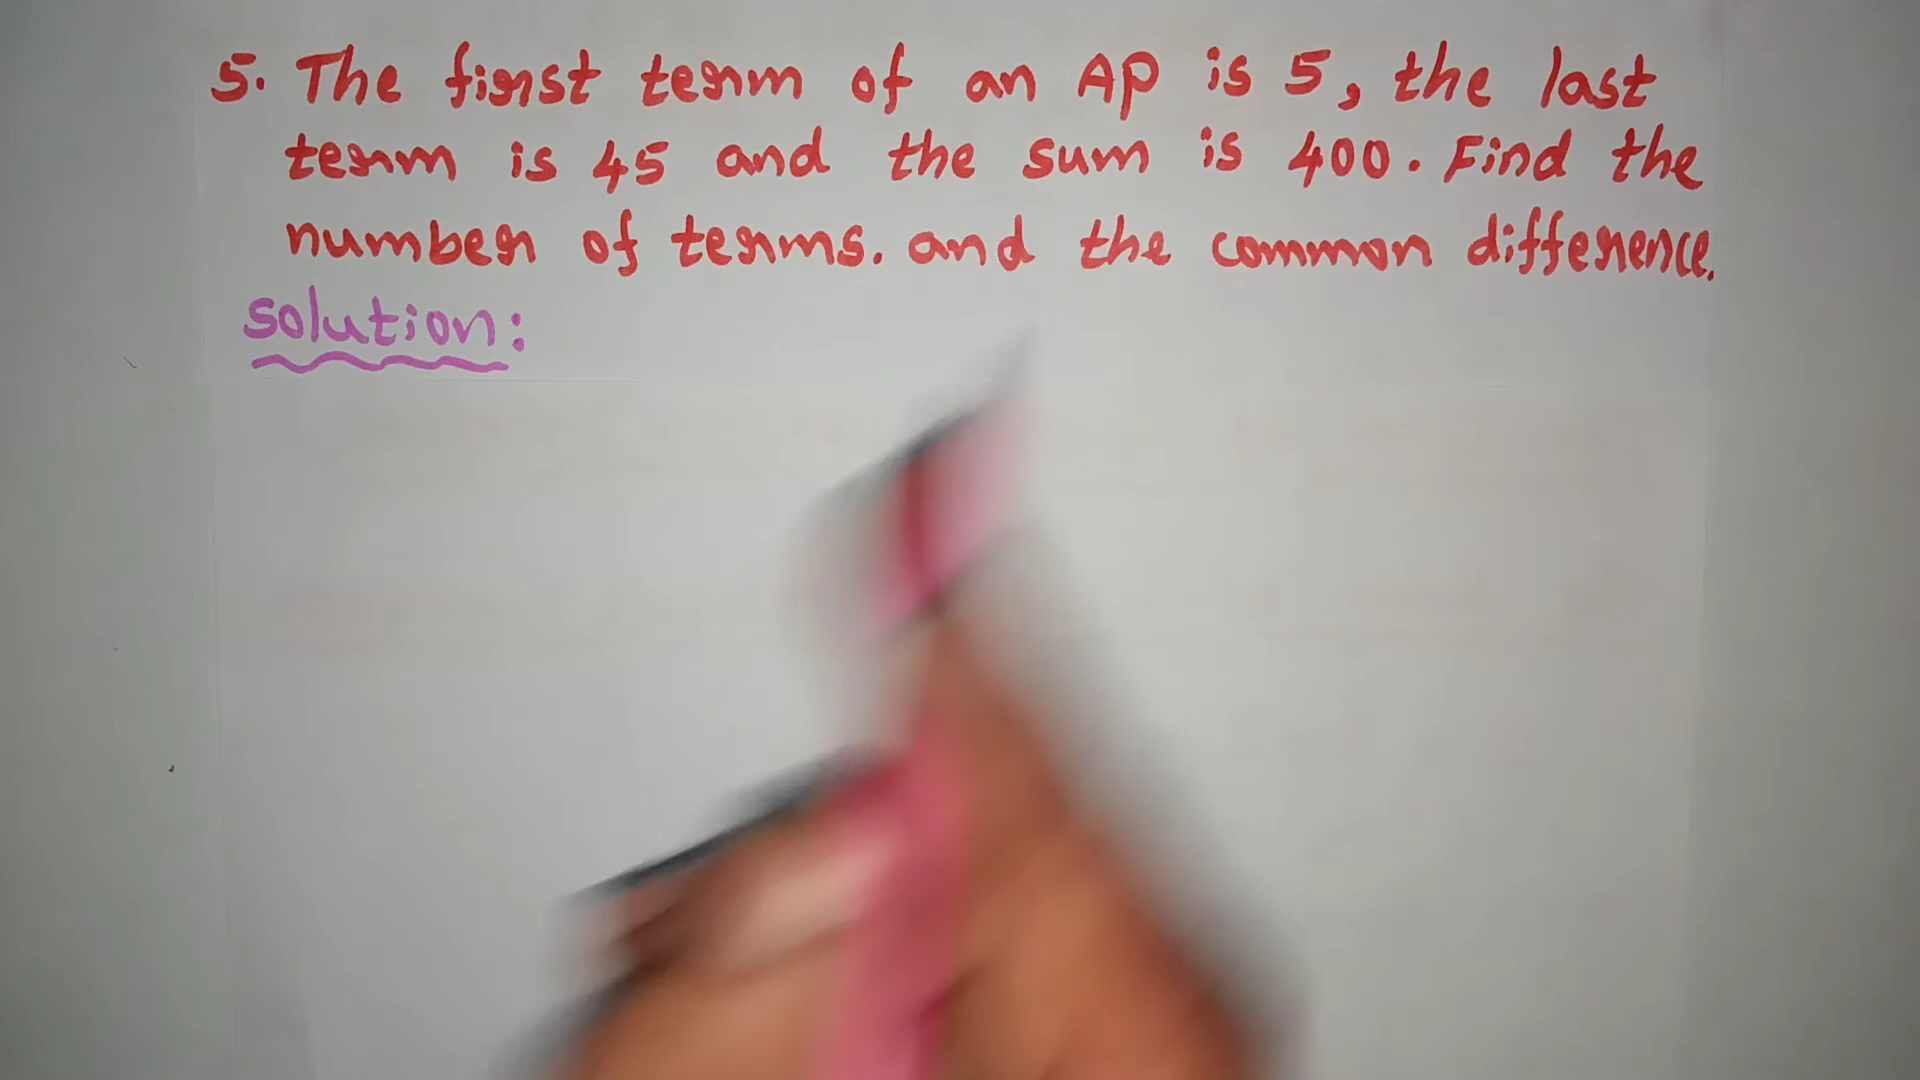 5. The first term of an AP is 5, the last
term is 45 and the sum is 400. Find the
number of terms. and the common difference.
Solution: